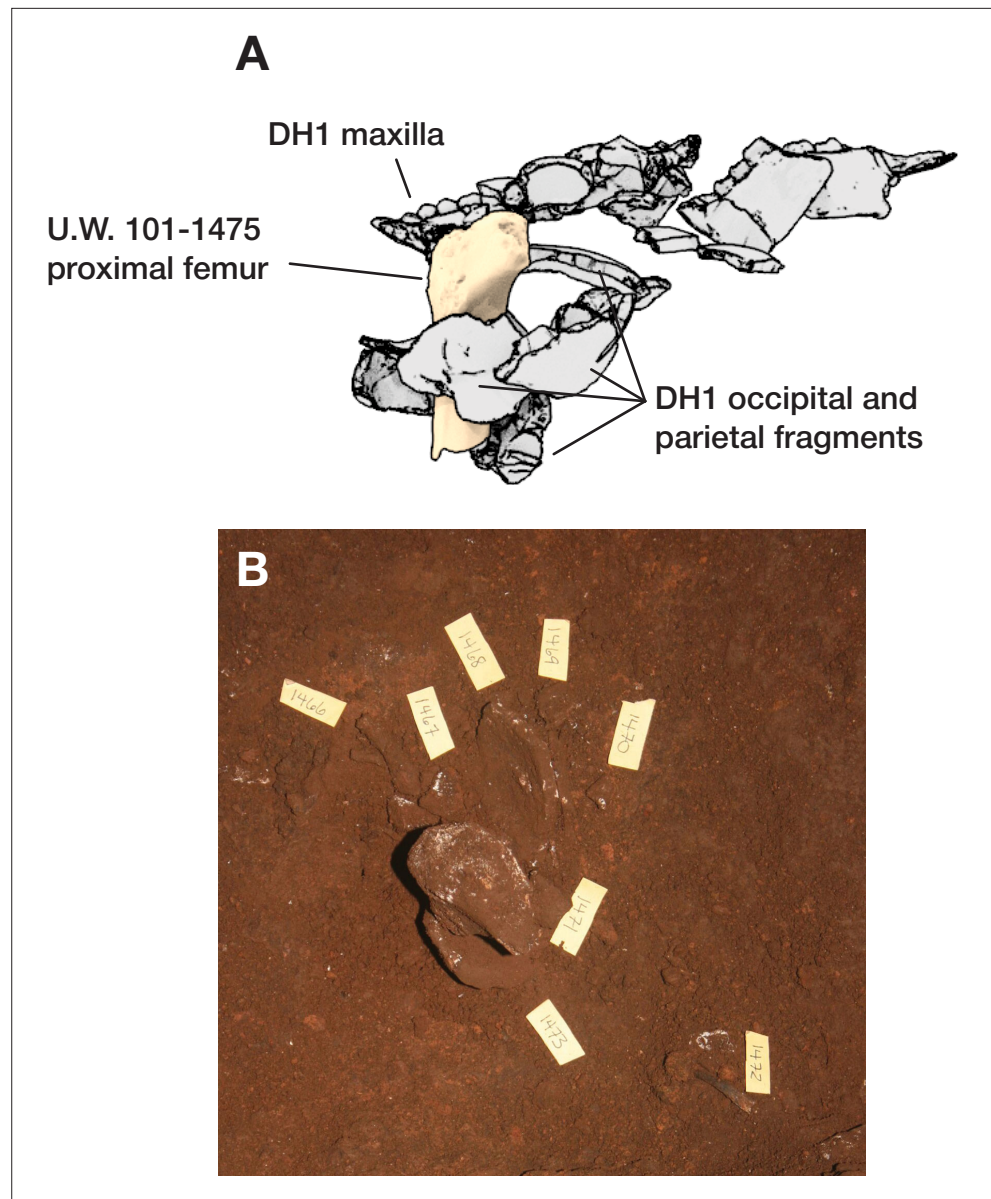 A
DH1 maxilla
U.W. 101-1475
proximal femur
DH1 occipital and
parietal fragments
B
1468
1469
1466
1467
1470
1471
1473
1472